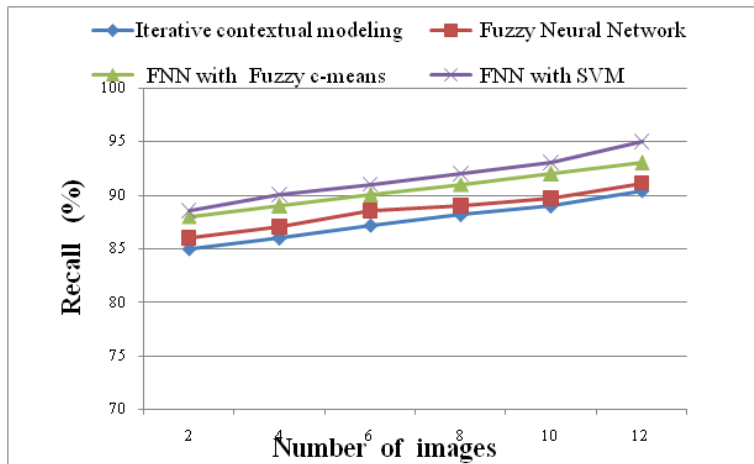 Iterative contextual modeling Fuzzy Neural Network
FNN with Fuzzy c-means FNN with SVM
100
95
90
85
80
75
70
Recall (%)
2 4 6 8 10 12
Number of images